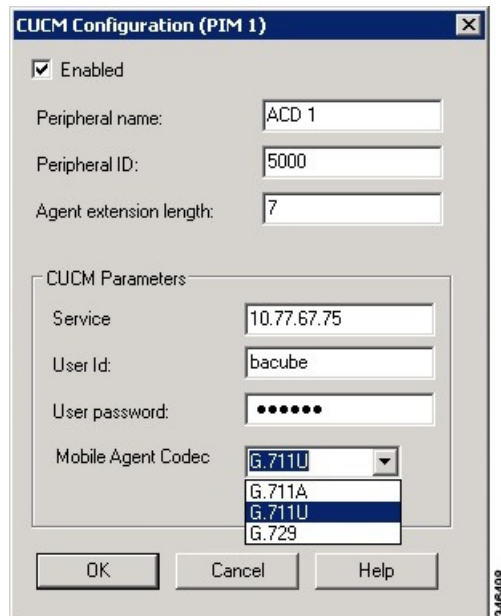 CUCM Configuration (PIM 1)
Enabled
Peripheral name: ACD 1
Peripheral ID: 5000
Agent extension length: 7
CUCM Parameters
Service 10.77.67.75
User Id: bacube
User password: ●●●●●●
Mobile Agent Codec G.711U
G.711A
G.711U
G.729
OK Cancel Help